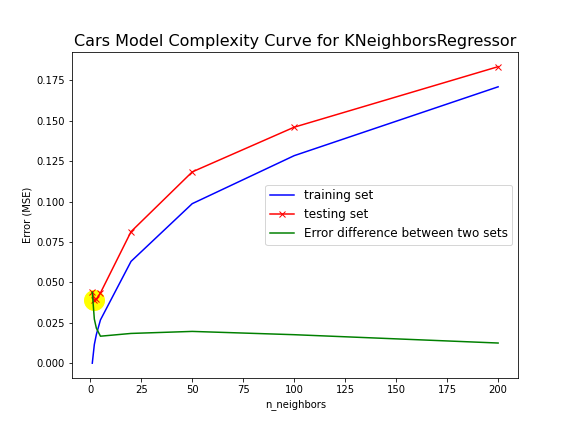 Cars Model Complexity Curve for KNeighborsRegressor
0.175
0.150
0.125
0.100
0.075
0.050
0.025
0.000
Error (MSE)
training set
testing set
Error difference between two sets
0 25 50 75 100 125 150 175 200
n_neighbors